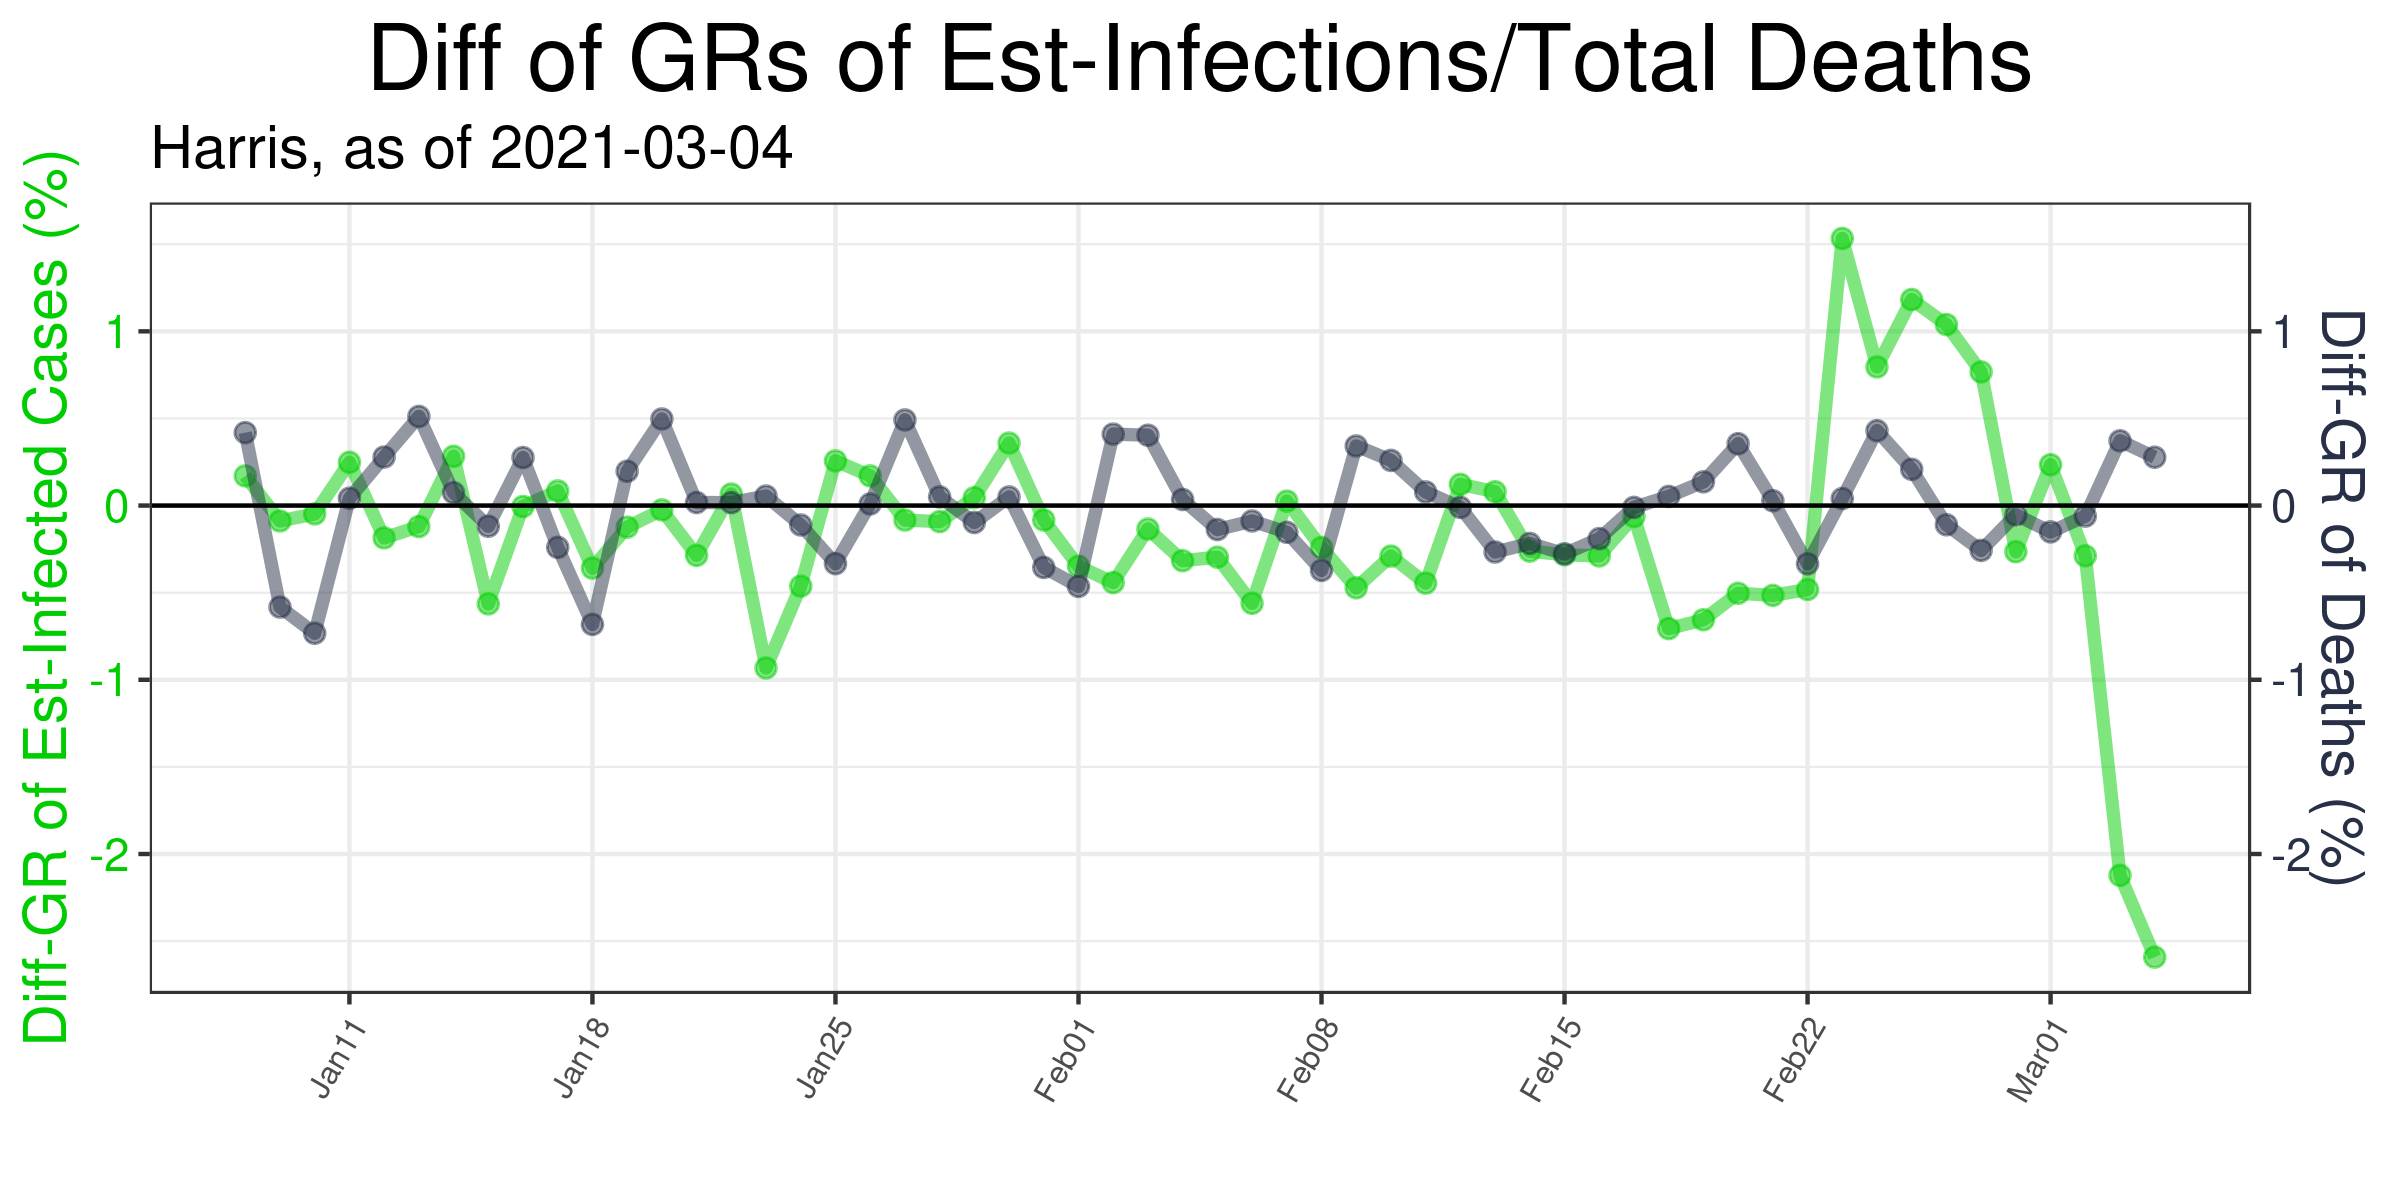 Diff of GRs of Est-Infections/Total Deaths
Harris, as of 2021-03-04
Diff-GR of Est-Infected Cases (%)
1
0
-1
-2
1
0
-1
-2
Diff-GR of Deaths (%)
Jan11
Jan18
Jan25
Feb01
Feb08
Feb15
Feb22
Mar01